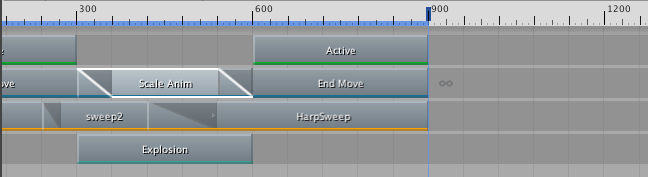 300 600 900 1200
Active
Scale Anim End Move
sweep2 HarpSweep
Explosion